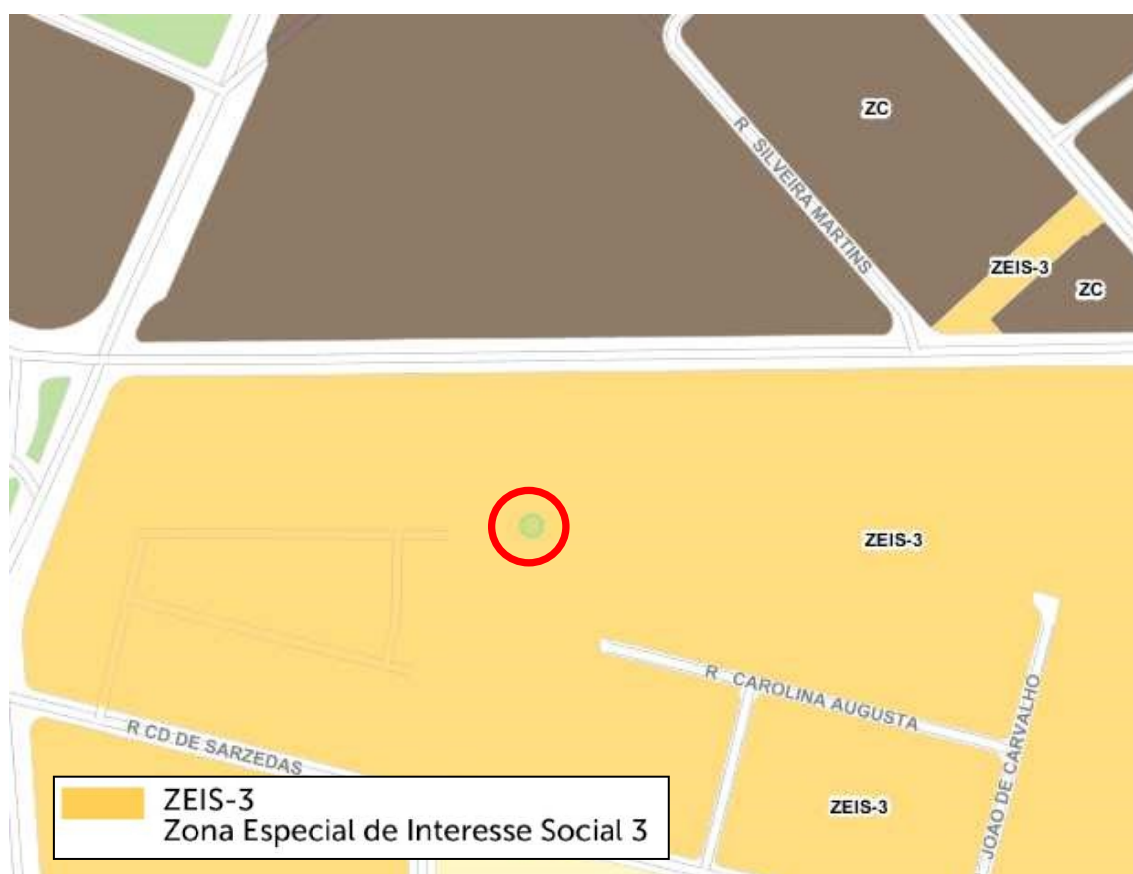 ZC
R SILVEIRA MARTINS
ZEIS-3
ZC
ZEIS-3
R CAROLINA AUGUSTA
JOAO DE CARVALHO
R CD DE SARZEDAS
ZEIS-3
ZEIS-3
Zona Especial de Interesse Social 3